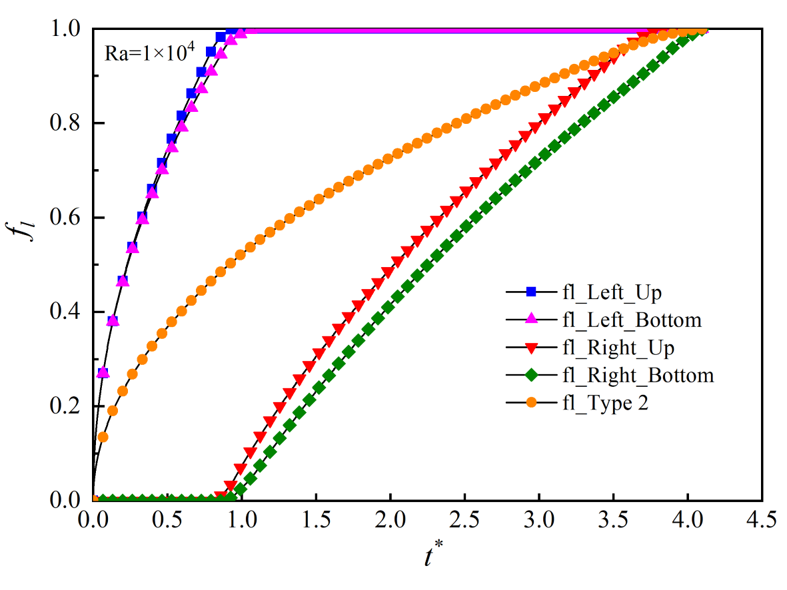 1.0
Ra=1×10⁴
0.8
0.6
fl
0.4
0.2
0.0
fl_Left_Up
fl_Left_Bottom
fl_Right_Up
fl_Right_Bottom
fl_Type 2
0.0 0.5 1.0 1.5 2.0 2.5 3.0 3.5 4.0 4.5
t*